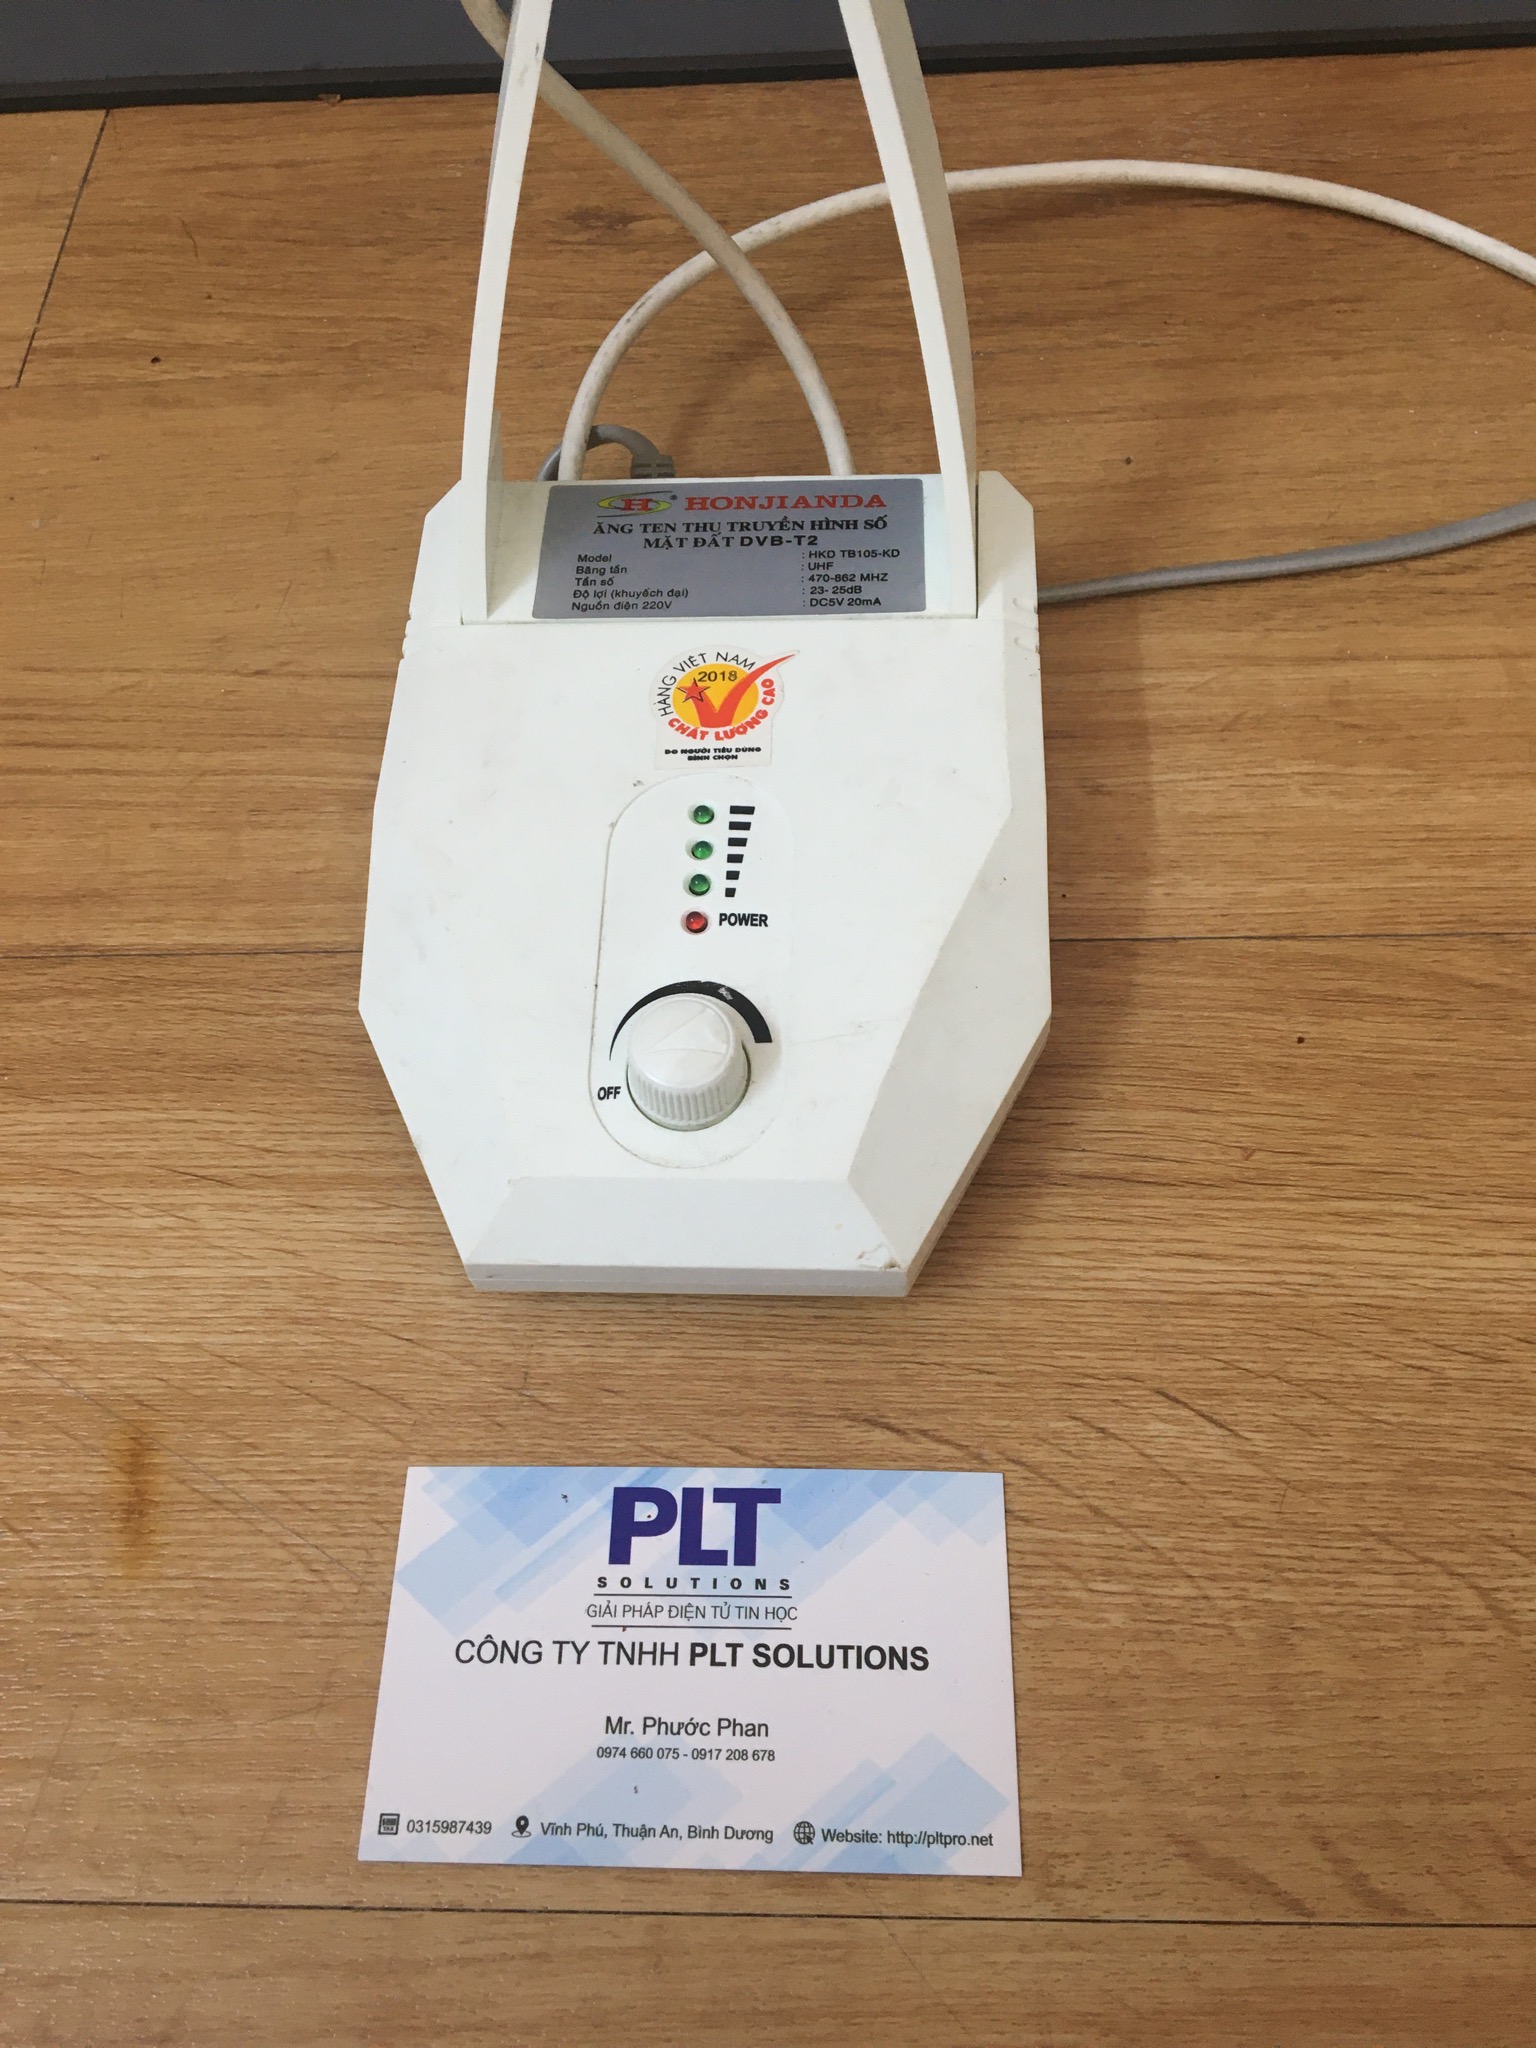 H® HONJIANDA
ĂNG TEN THU TRUYỀN HÌNH SỐ
MẶT ĐẤT DVB-T2
Model : HKD TB105-KD
Băng tần : UHF
Tần số : 470-862 MHZ
Độ lợi (khuyếch đại) : 23- 25dB
Nguồn điện 220V : DC5V 20mA
HÀNG VIỆT NAM
2018
CHẤT LƯỢNG CAO
DO NGƯỜI TIÊU DÙNG
BÌNH CHỌN
POWER
OFF
PLT
SOLUTIONS
GIẢI PHÁP ĐIỆN TỬ TIN HỌC
CÔNG TY TNHH PLT SOLUTIONS
Mr. Phước Phan
0974 660 075 - 0917 208 678
0315987439 Vĩnh Phú, Thuận An, Bình Dương Website: http://pltpro.net